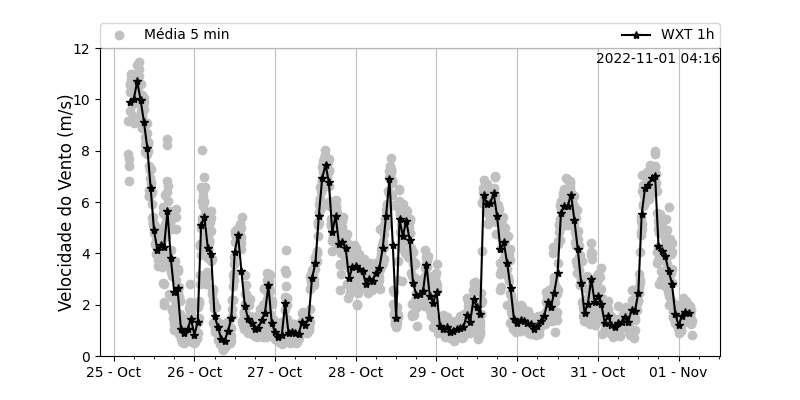 Média 5 min
WXT 1h
2022-11-01 04:16
Velocidade do Vento (m/s)
12
10
8
6
4
2
0
25 - Oct
26 - Oct
27 - Oct
28 - Oct
29 - Oct
30 - Oct
31 - Oct
01 - Nov